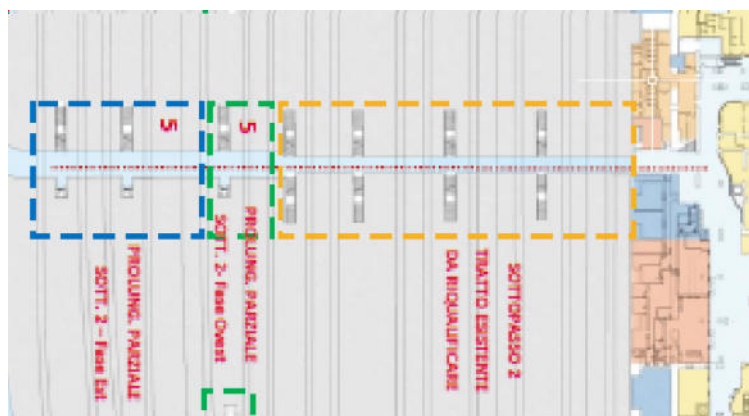 5
5
PROLUNG. PARZIALE
SOTT. 2 - Fase Est
PROLUNG. PARZIALE
SOTT. 2- Fase Ovest
SOTTOPASSO 2
TRATTO ESISTENTE
DA RIQUALIFICARE